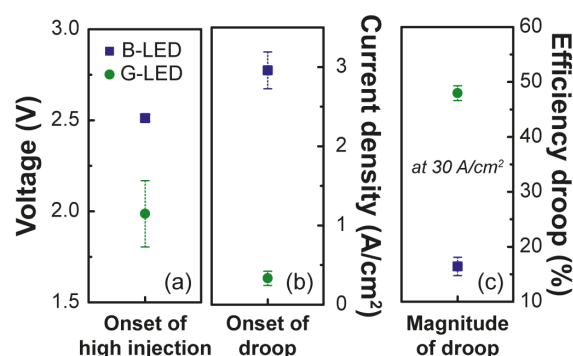 Voltage (V)
3.0
2.5
2.0
1.5
B-LED
G-LED
(a)
Onset of
high injection
(b)
Onset of
droop
3
2
1
0
Current density (A/cm²)
at 30 A/cm²
(c)
Magnitude
of droop
60
50
40
30
20
10
Efficiency droop (%)